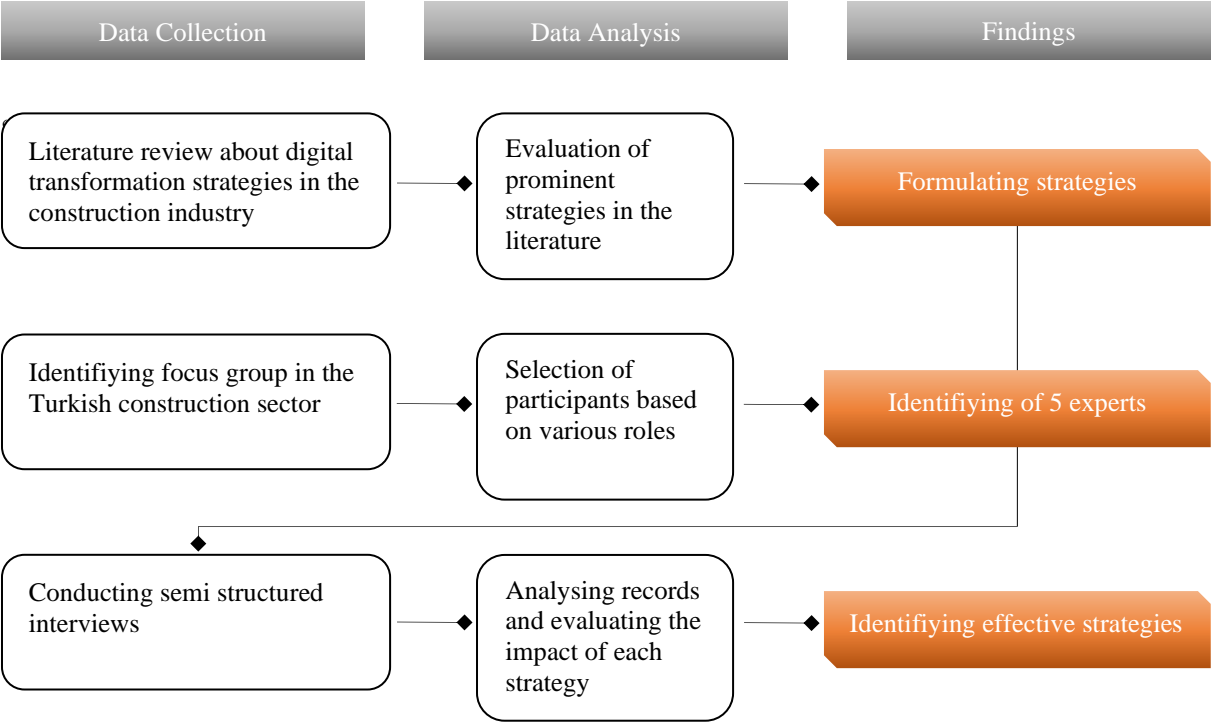 Data Collection
Data Analysis
Findings
Literature review about digital
transformation strategies in the
construction industry
Evaluation of
prominent
strategies in the
literature
Formulating strategies
Identifiying focus group in the
Turkish construction sector
Selection of
participants based
on various roles
Identifiying of 5 experts
Conducting semi structured
interviews
Analysing records
and evaluating the
impact of each
strategy
Identifiying effective strategies